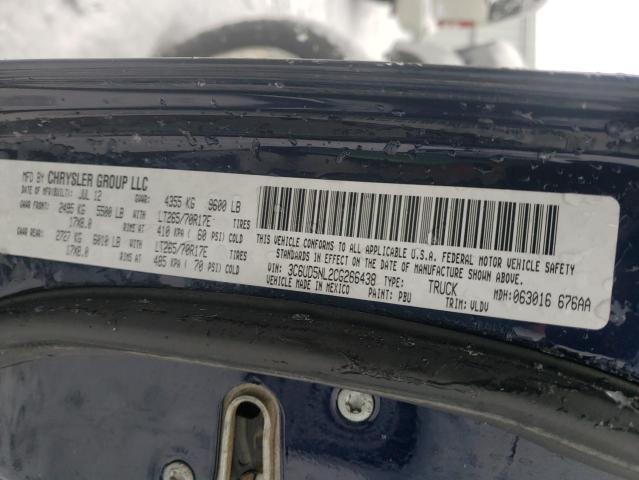 MFD BY CHRYSLER GROUP LLC
DATE OF MFR/BUILT: JUL 12 GVWR: 4355 KG 9600 LB
GAWR FRONT: 2495 KG 5500 LB WITH LT265/70R17E TIRES
17X8.0 RIMS AT 410 KPA ( 60 PSI) COLD
GAWR REAR: 2727 KG 6010 LB WITH LT265/70R17E TIRES
17X8.0 RIMS AT 485 KPA ( 70 PSI) COLD
THIS VEHICLE CONFORMS TO ALL APPLICABLE U.S.A. FEDERAL MOTOR VEHICLE SAFETY
STANDARDS IN EFFECT ON THE DATE OF MANUFACTURE SHOWN ABOVE.
VIN: 3C6UD5NL2CG266438 TYPE: TRUCK MDH: 063016 676AA
VEHICLE MADE IN MEXICO PAINT: PBU TRIM: VLDV